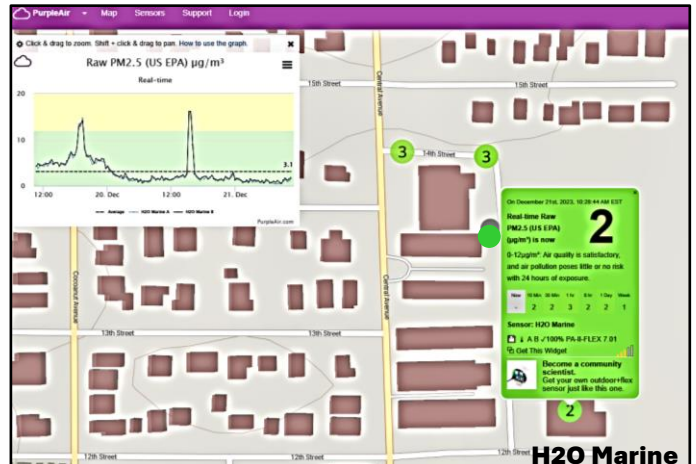 PurpleAir Map Sensors Support Login
Click & drag to zoom. Shift + click & drag to pan. How to use the graph.
Raw PM2.5 (US EPA) µg/m³
Real-time
20
10
0
3.1
12:00 20. Dec 12:00 21. Dec
Average H2O Marine A H2O Marine B
PurpleAir.com
15th Street
15th Street
Central Avenue
3
14th Street
3
On December 21st, 2023, 10:28:44 AM EST
Real-time Raw
PM2.5 (US EPA)
(µg/m³) is now
2
0-12µg/m³: Air quality is satisfactory,
and air pollution poses little or no risk
with 24 hours of exposure.
Now 10 Min 30 Min 1 hr 6 hr 1 Day Week
- 2 2 3 2 2 1
Sensor: H2O Marine
A B ✓100% PA-II-FLEX 7.01
Get This Widget
Become a community
scientist.
Get your own outdoor+flex
sensor just like this one.
Cocoanut Avenue
Central Avenue
13th Street
13th Street
2
12th Street
12th Street
12th Street
H2O Marine